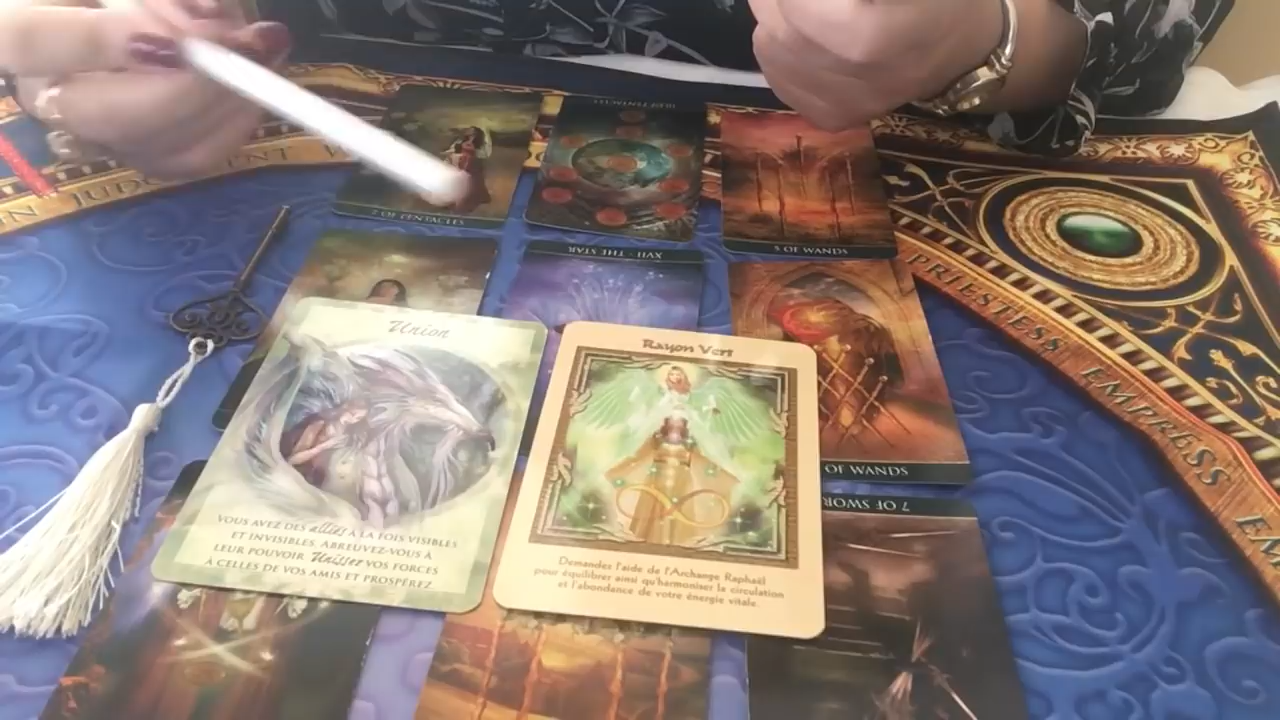 7 OF PENTACLES
5 OF WANDS
XVII - THE STAR
OF WANDS
7 OF SWOR
Union
VOUS AVEZ DES alliés À LA FOIS VISIBLES
ET INVISIBLES. ABREUVEZ-VOUS À
LEUR POUVOIR. Unissez VOS FORCES
À CELLES DE VOS AMIS ET PROSPÉREZ
Rayon Vert
Demandes l'aide de l'Archange Raphaël
pour équilibrer ainsi qu'harmoniser la circulation
et l'abondance de votre énergie vitale.
PRIESTESS EMPRESS EM